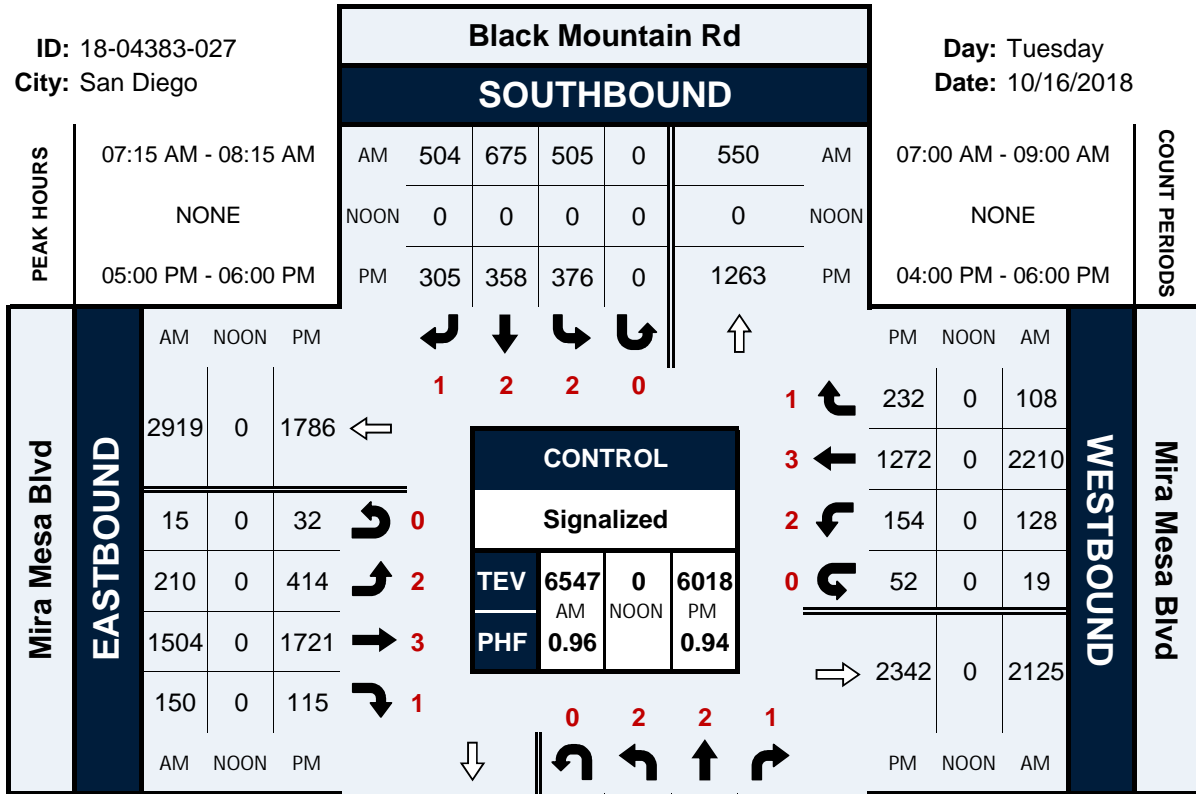 ID: 18-04383-027
City: San Diego
Black Mountain Rd
SOUTHBOUND
Day: Tuesday
Date: 10/16/2018
PEAK HOURS
07:15 AM - 08:15 AM
NONE
05:00 PM - 06:00 PM
AM 504 675 505 0 550 AM
NOON 0 0 0 0 0 NOON
PM 305 358 376 0 1263 PM
07:00 AM - 09:00 AM
NONE
04:00 PM - 06:00 PM
COUNT PERIODS
1 2 2 0
Mira Mesa Blvd
EASTBOUND
AM NOON PM
2919 0 1786
15 0 32 0
210 0 414 2
1504 0 1721 3
150 0 115 1
AM NOON PM
CONTROL
Signalized
TEV 6547 0 6018
AM NOON PM
PHF 0.96 0.94
PM NOON AM
1 232 0 108
3 1272 0 2210
2 154 0 128
0 52 0 19
2342 0 2125
PM NOON AM
WESTBOUND
Mira Mesa Blvd
0 2 2 1